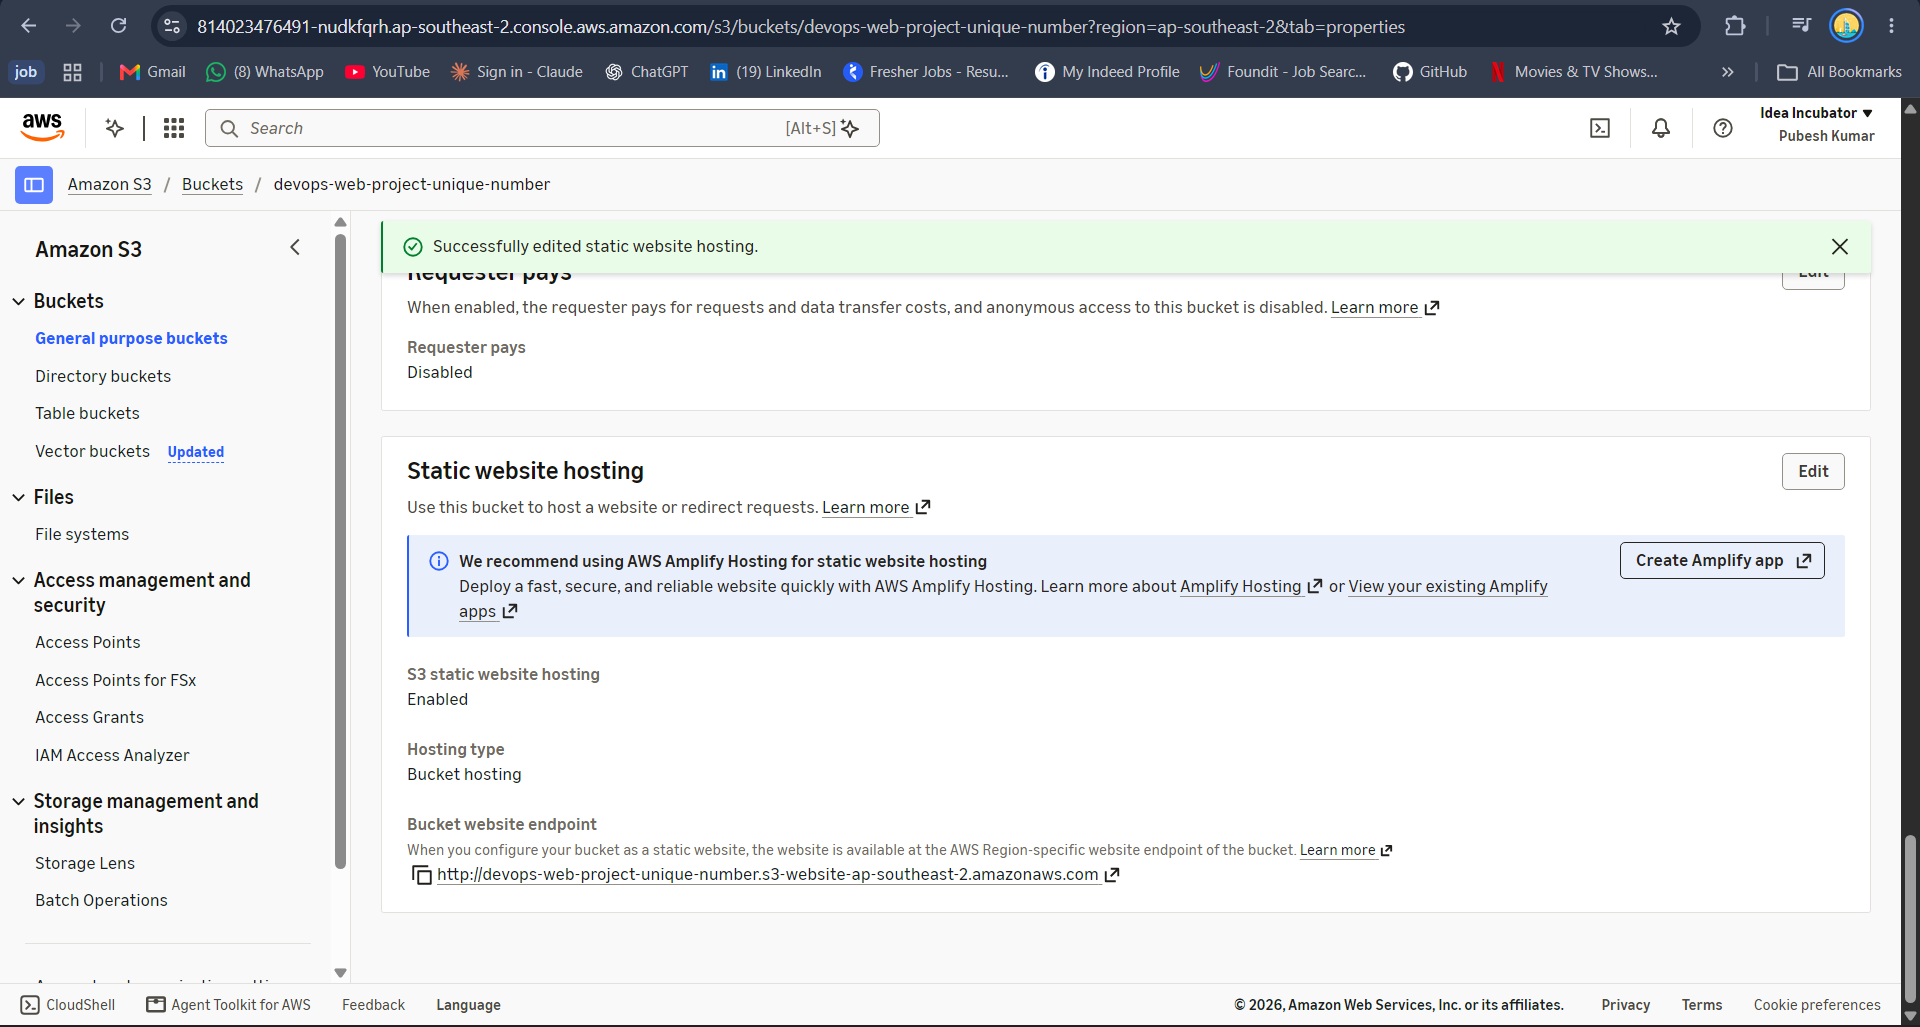 814023476491-nudkfqrh.ap-southeast-2.console.aws.amazon.com/s3/buckets/devops-web-project-unique-number?region=ap-southeast-2&tab=properties
job Gmail (8) WhatsApp YouTube Sign in - Claude ChatGPT (19) LinkedIn Fresher Jobs - Resu... My Indeed Profile Foundit - Job Searc... GitHub Movies & TV Shows... » All Bookmarks
aws Search [Alt+S] Idea Incubator
Pubesh Kumar
Amazon S3 / Buckets / devops-web-project-unique-number
Amazon S3
Buckets
General purpose buckets
Directory buckets
Table buckets
Vector buckets Updated
Files
File systems
Access management and
security
Access Points
Access Points for FSx
Access Grants
IAM Access Analyzer
Storage management and
insights
Storage Lens
Batch Operations
Successfully edited static website hosting.
Requester pays Edit
When enabled, the requester pays for requests and data transfer costs, and anonymous access to this bucket is disabled. Learn more
Requester pays
Disabled
Static website hosting Edit
Use this bucket to host a website or redirect requests. Learn more
We recommend using AWS Amplify Hosting for static website hosting Create Amplify app
Deploy a fast, secure, and reliable website quickly with AWS Amplify Hosting. Learn more about Amplify Hosting or View your existing Amplify
apps
S3 static website hosting
Enabled
Hosting type
Bucket hosting
Bucket website endpoint
When you configure your bucket as a static website, the website is available at the AWS Region-specific website endpoint of the bucket. Learn more
http://devops-web-project-unique-number.s3-website-ap-southeast-2.amazonaws.com
CloudShell Agent Toolkit for AWS Feedback Language © 2026, Amazon Web Services, Inc. or its affiliates. Privacy Terms Cookie preferences